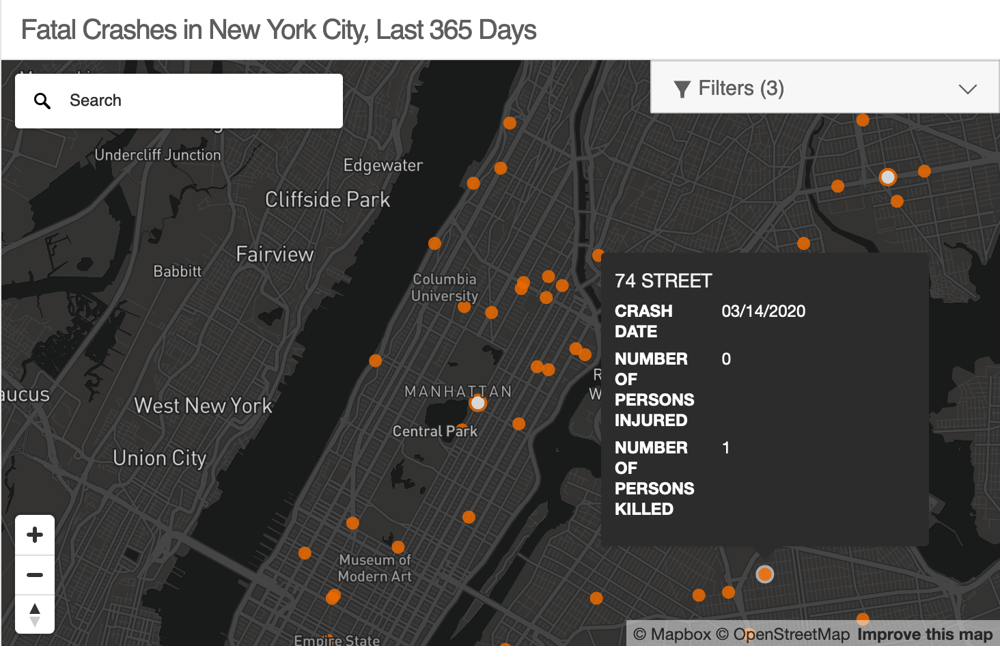 Fatal Crashes in New York City, Last 365 Days
Search
Filters (3)
Undercliff Junction
Edgewater
Cliffside Park
Fairview
Babbitt
Columbia
University
74 STREET
CRASH
DATE
03/14/2020
NUMBER
OF
PERSONS
INJURED
0
NUMBER
OF
PERSONS
KILLED
1
MANHATTAN
aucus
West New York
Central Park
Union City
R
W
Museum of
Modern Art
Empire State
© Mapbox © OpenStreetMap Improve this map